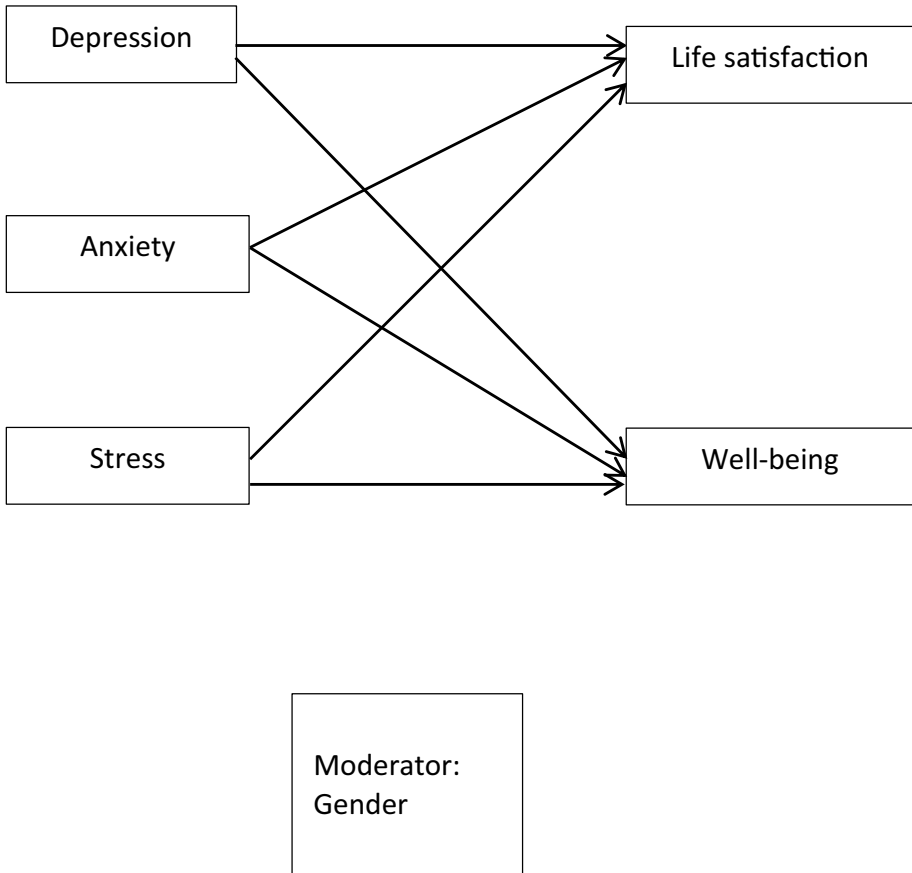 Depression
Life satisfaction
Anxiety
Stress
Well-being
Moderator:
Gender